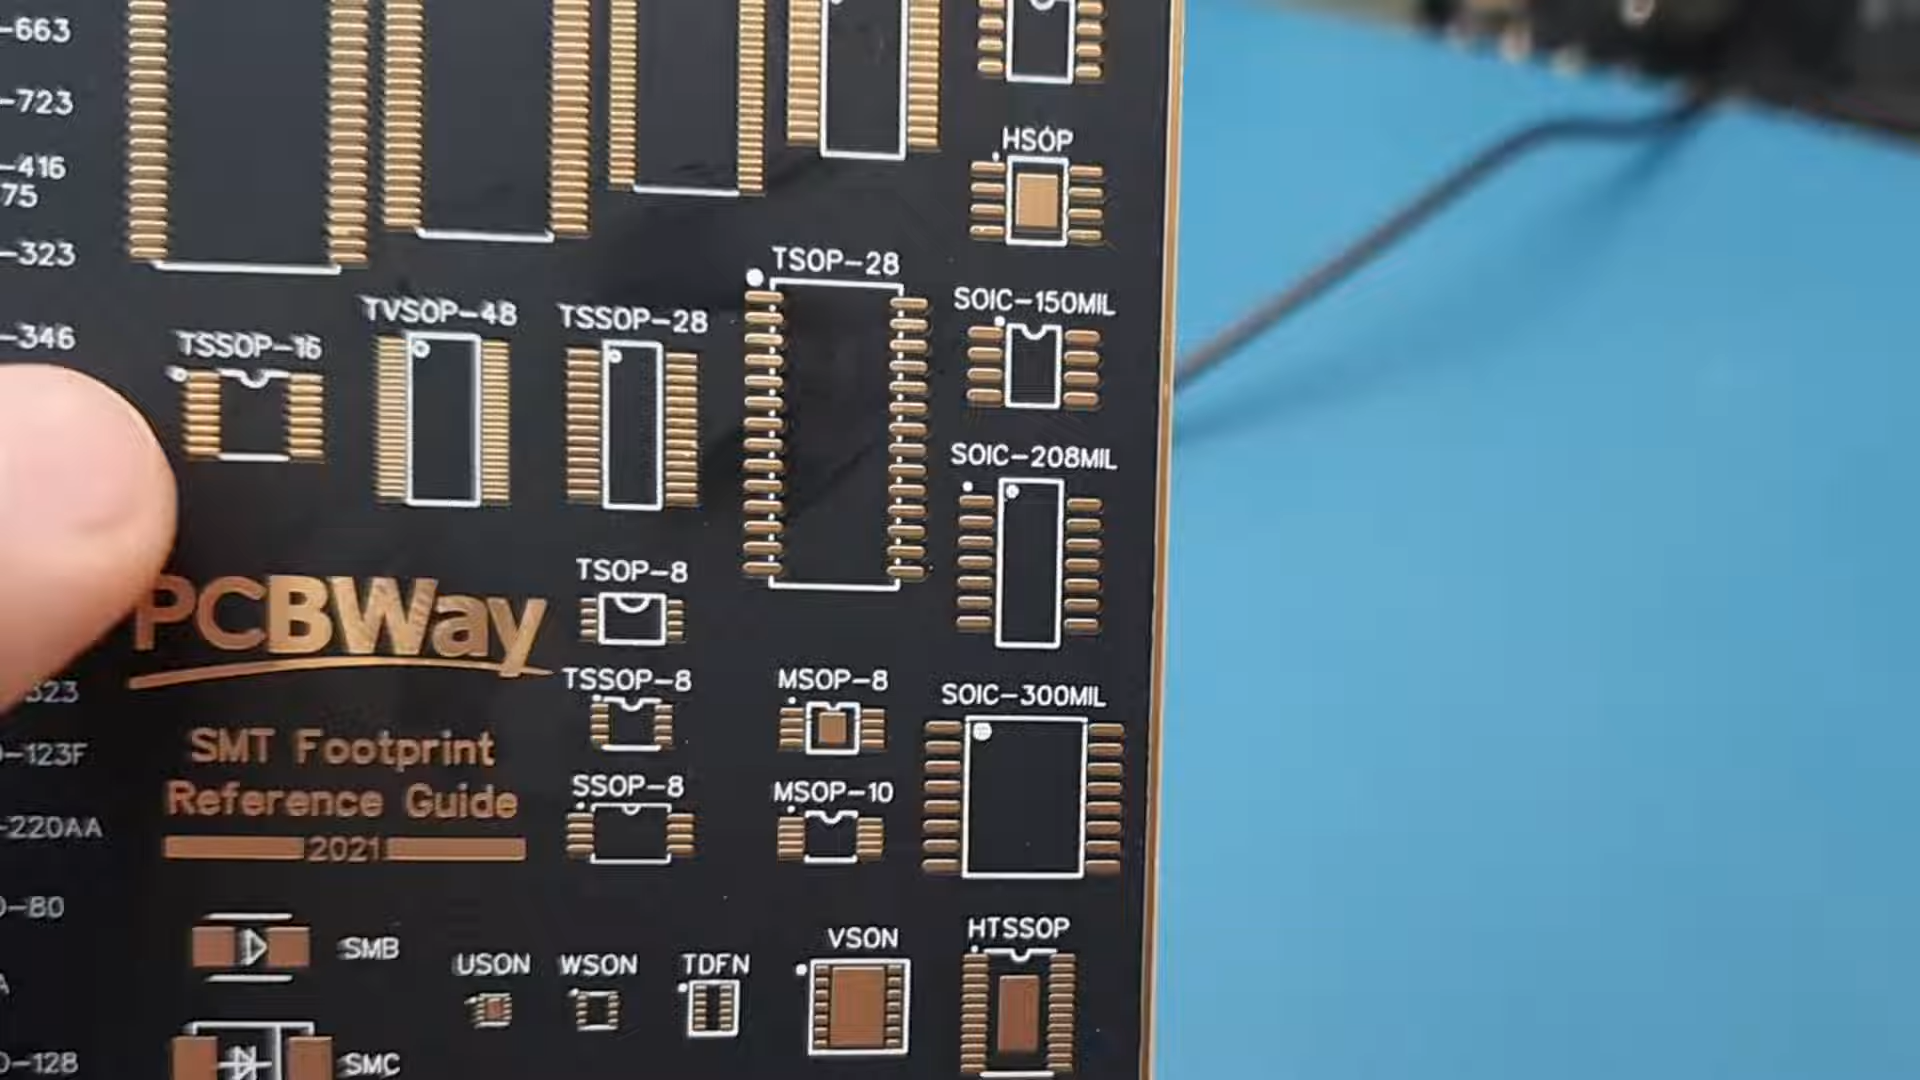 -663
-723
-416
75
-323
-346
HSOP
TSOP-28
SOIC-150MIL
TVSOP-48
TSSOP-28
TSSOP-16
SOIC-208MIL
TSOP-8
PCBWay
TSSOP-8
MSOP-8
SOIC-300MIL
323
SMT Footprint
Reference Guide
2021
-123F
-220AA
SSOP-8
MSOP-10
-80
SMB
USON
WSON
TDFN
VSON
HTSSOP
-128
SMC